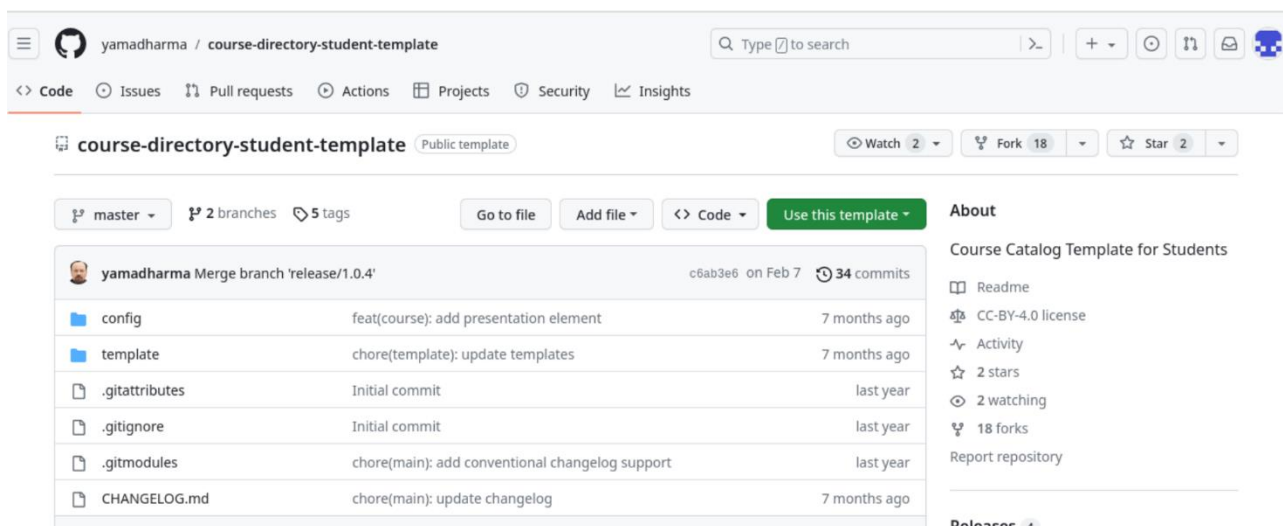 yamadharma / course-directory-student-template
Type / to search
Code Issues Pull requests Actions Projects Security Insights
course-directory-student-template Public template
Watch 2 Fork 18 Star 2
master 2 branches 5 tags Go to file Add file Code Use this template
yamadharma Merge branch 'release/1.0.4' c6ab3e6 on Feb 7 34 commits
config feat(course): add presentation element 7 months ago
template chore(template): update templates 7 months ago
.gitattributes Initial commit last year
.gitignore Initial commit last year
.gitmodules chore(main): add conventional changelog support last year
CHANGELOG.md chore(main): update changelog 7 months ago
About
Course Catalog Template for Students
Readme
CC-BY-4.0 license
Activity
2 stars
2 watching
18 forks
Report repository
Releases 4